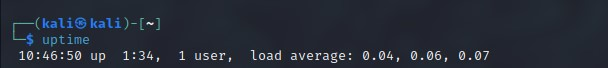 ┌──(kali㉿kali)-[~]
└─$ uptime
 10:46:50 up  1:34,  1 user,  load average: 0.04, 0.06, 0.07